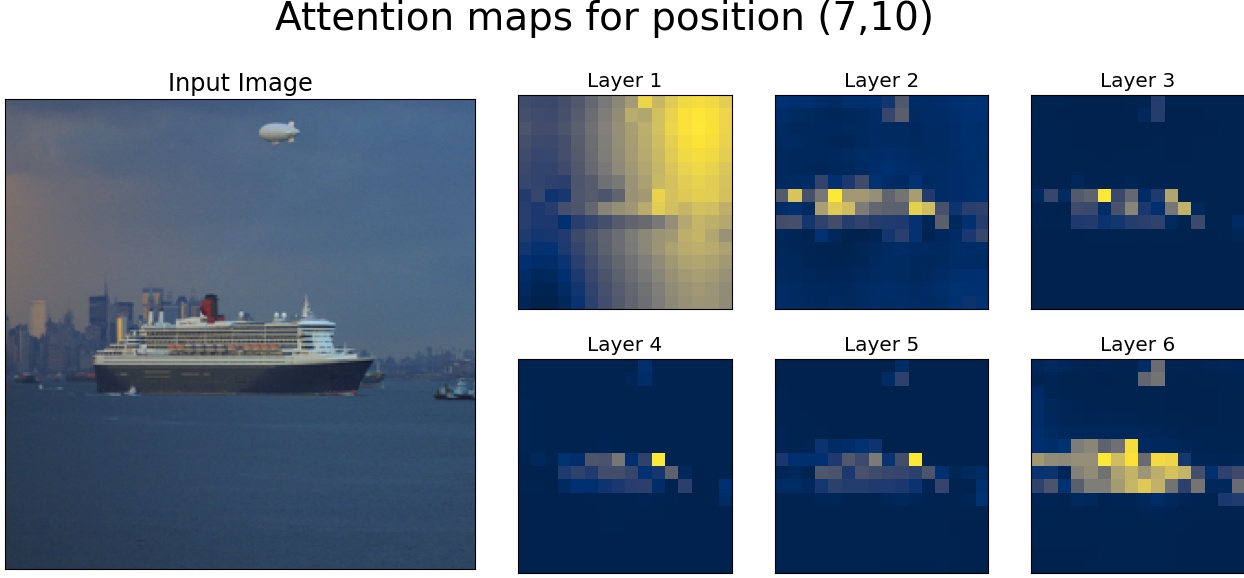 Attention maps for position (7,10)
Input Image
Layer 1
Layer 2
Layer 3
Layer 4
Layer 5
Layer 6